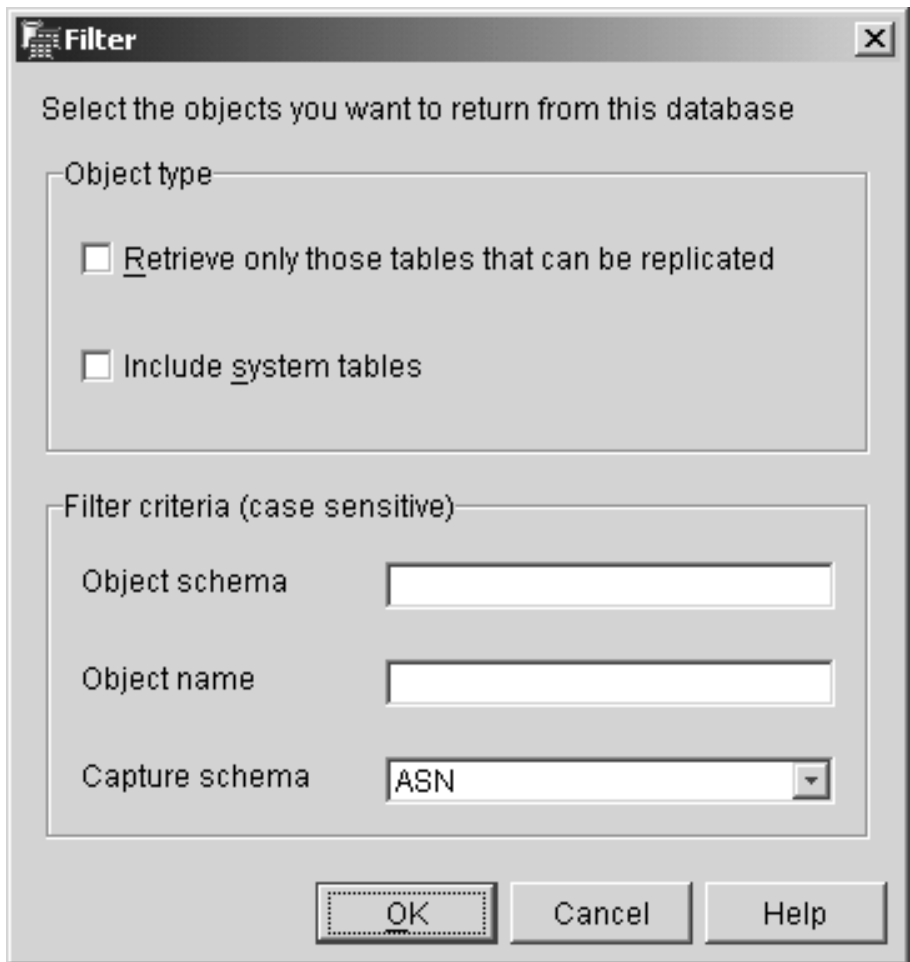 Filter
Select the objects you want to return from this database
Object type
Retrieve only those tables that can be replicated
Include system tables
Filter criteria (case sensitive)
Object schema
Object name
Capture schema ASN
OK Cancel Help